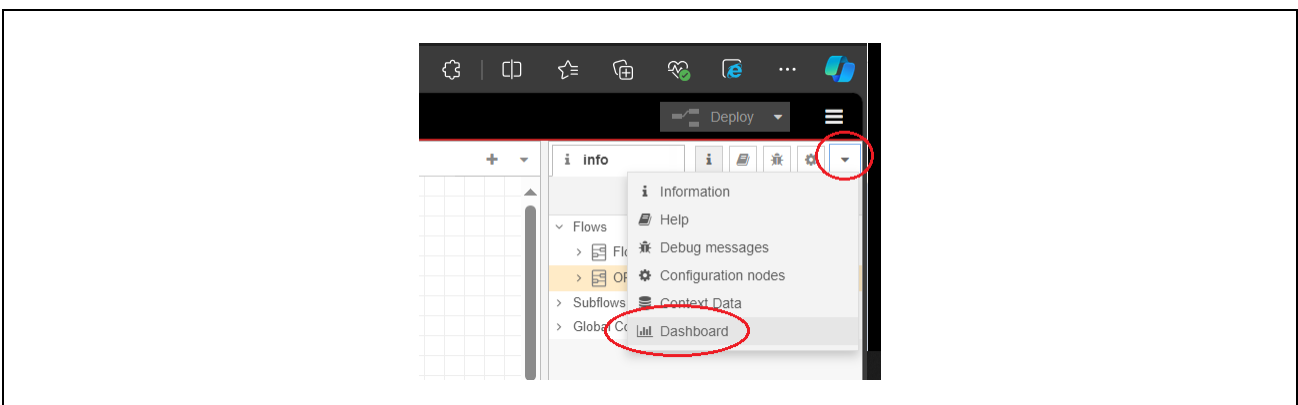 Deploy
info
Information
Help
Flows
Debug messages
Configuration nodes
Subflows
Context Data
Dashboard